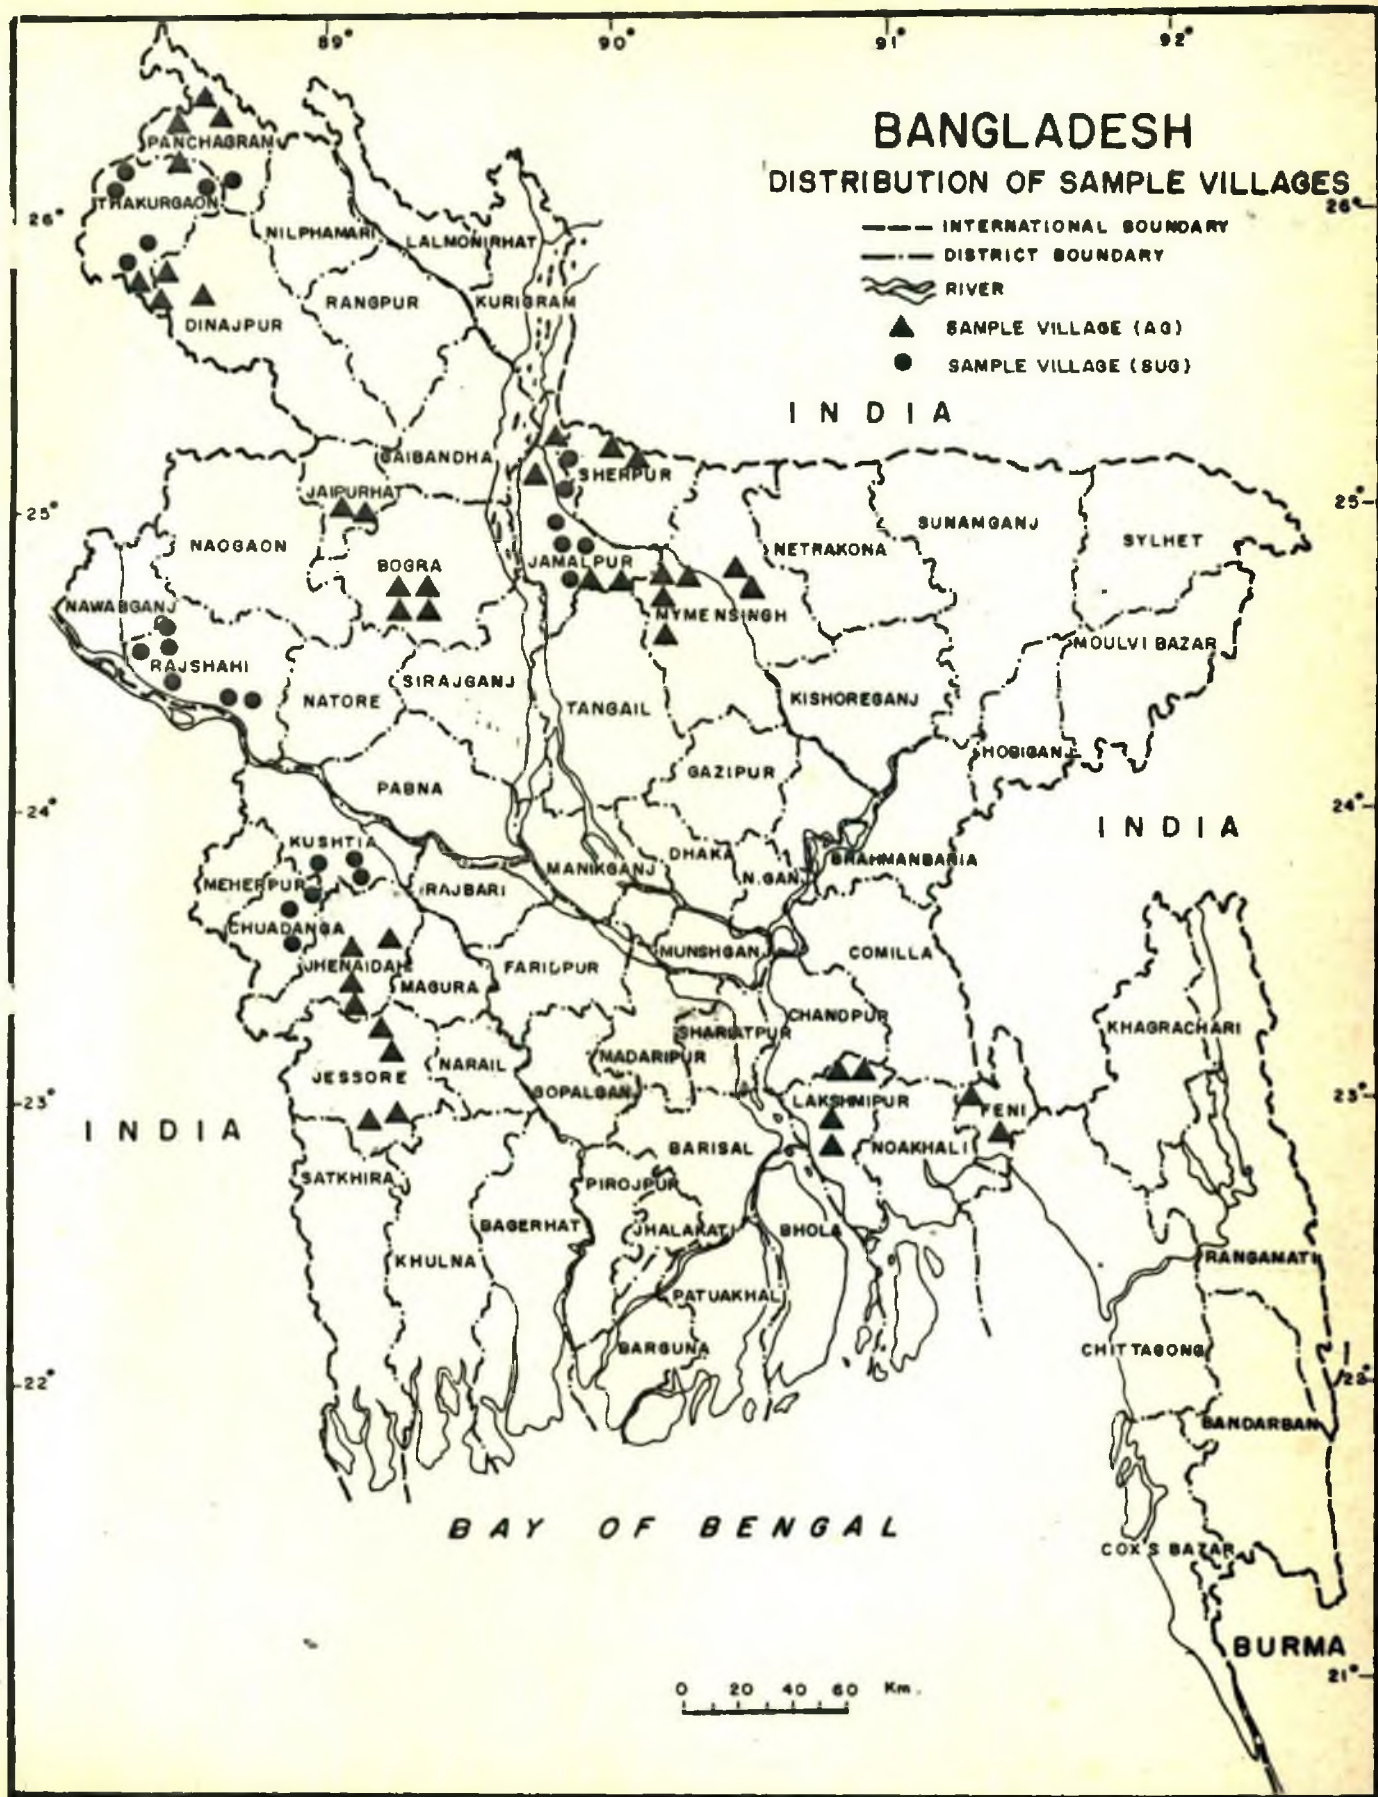 89° 90° 91° 92°
BANGLADESH
DISTRIBUTION OF SAMPLE VILLAGES
INTERNATIONAL BOUNDARY
DISTRICT BOUNDARY
RIVER
SAMPLE VILLAGE (AG)
SAMPLE VILLAGE (SUG)
PANCHAGRAM
THAKURGAON
26° 26°
NILPHAMARI
LALMONIRHAT
RANGPUR
KURIGRAM
DINAJPUR
INDIA
GAIBANDHA
SHERPUR
JAIPURHAT
25° 25°
SUNAMGANJ
SYLHET
NAOGAON
NETRAKONA
BOGRA
JAMALPUR
NAWABGANJ
MYMENSINGH
MOULVI BAZAR
RAJSHAHI
SIRAJGANJ
NATORE
TANGAIL
KISHOREGANJ
HOBIGANJ
GAZIPUR
PABNA
24° 24°
INDIA
KUSHTIA
DHAKA
BRAHMANBARIA
MANIKGANJ
N.GANJ
MEHERPUR
RAJBARI
CHUADANGA
MUNSHGANJ
COMILLA
JHENAIDAH
FARIDPUR
MAGURA
CHANDPUR
KHAGRACHARI
SHARIATPUR
MADARIPUR
NARAIL
JESSORE
GOPALGANJ
23° 23°
LAKSHMIPUR
FENI
INDIA
BARISAL
NOAKHALI
SATKHIRA
PIROJPUR
BAGERHAT
JHALAKATI
BHOLA
KHULNA
RANGAMATI
PATUAKHALI
BARGUNA
CHITTAGONG
22° 22°
BANDARBAN
BAY OF BENGAL
COX'S BAZAR
BURMA
21°
0 20 40 60 Km.